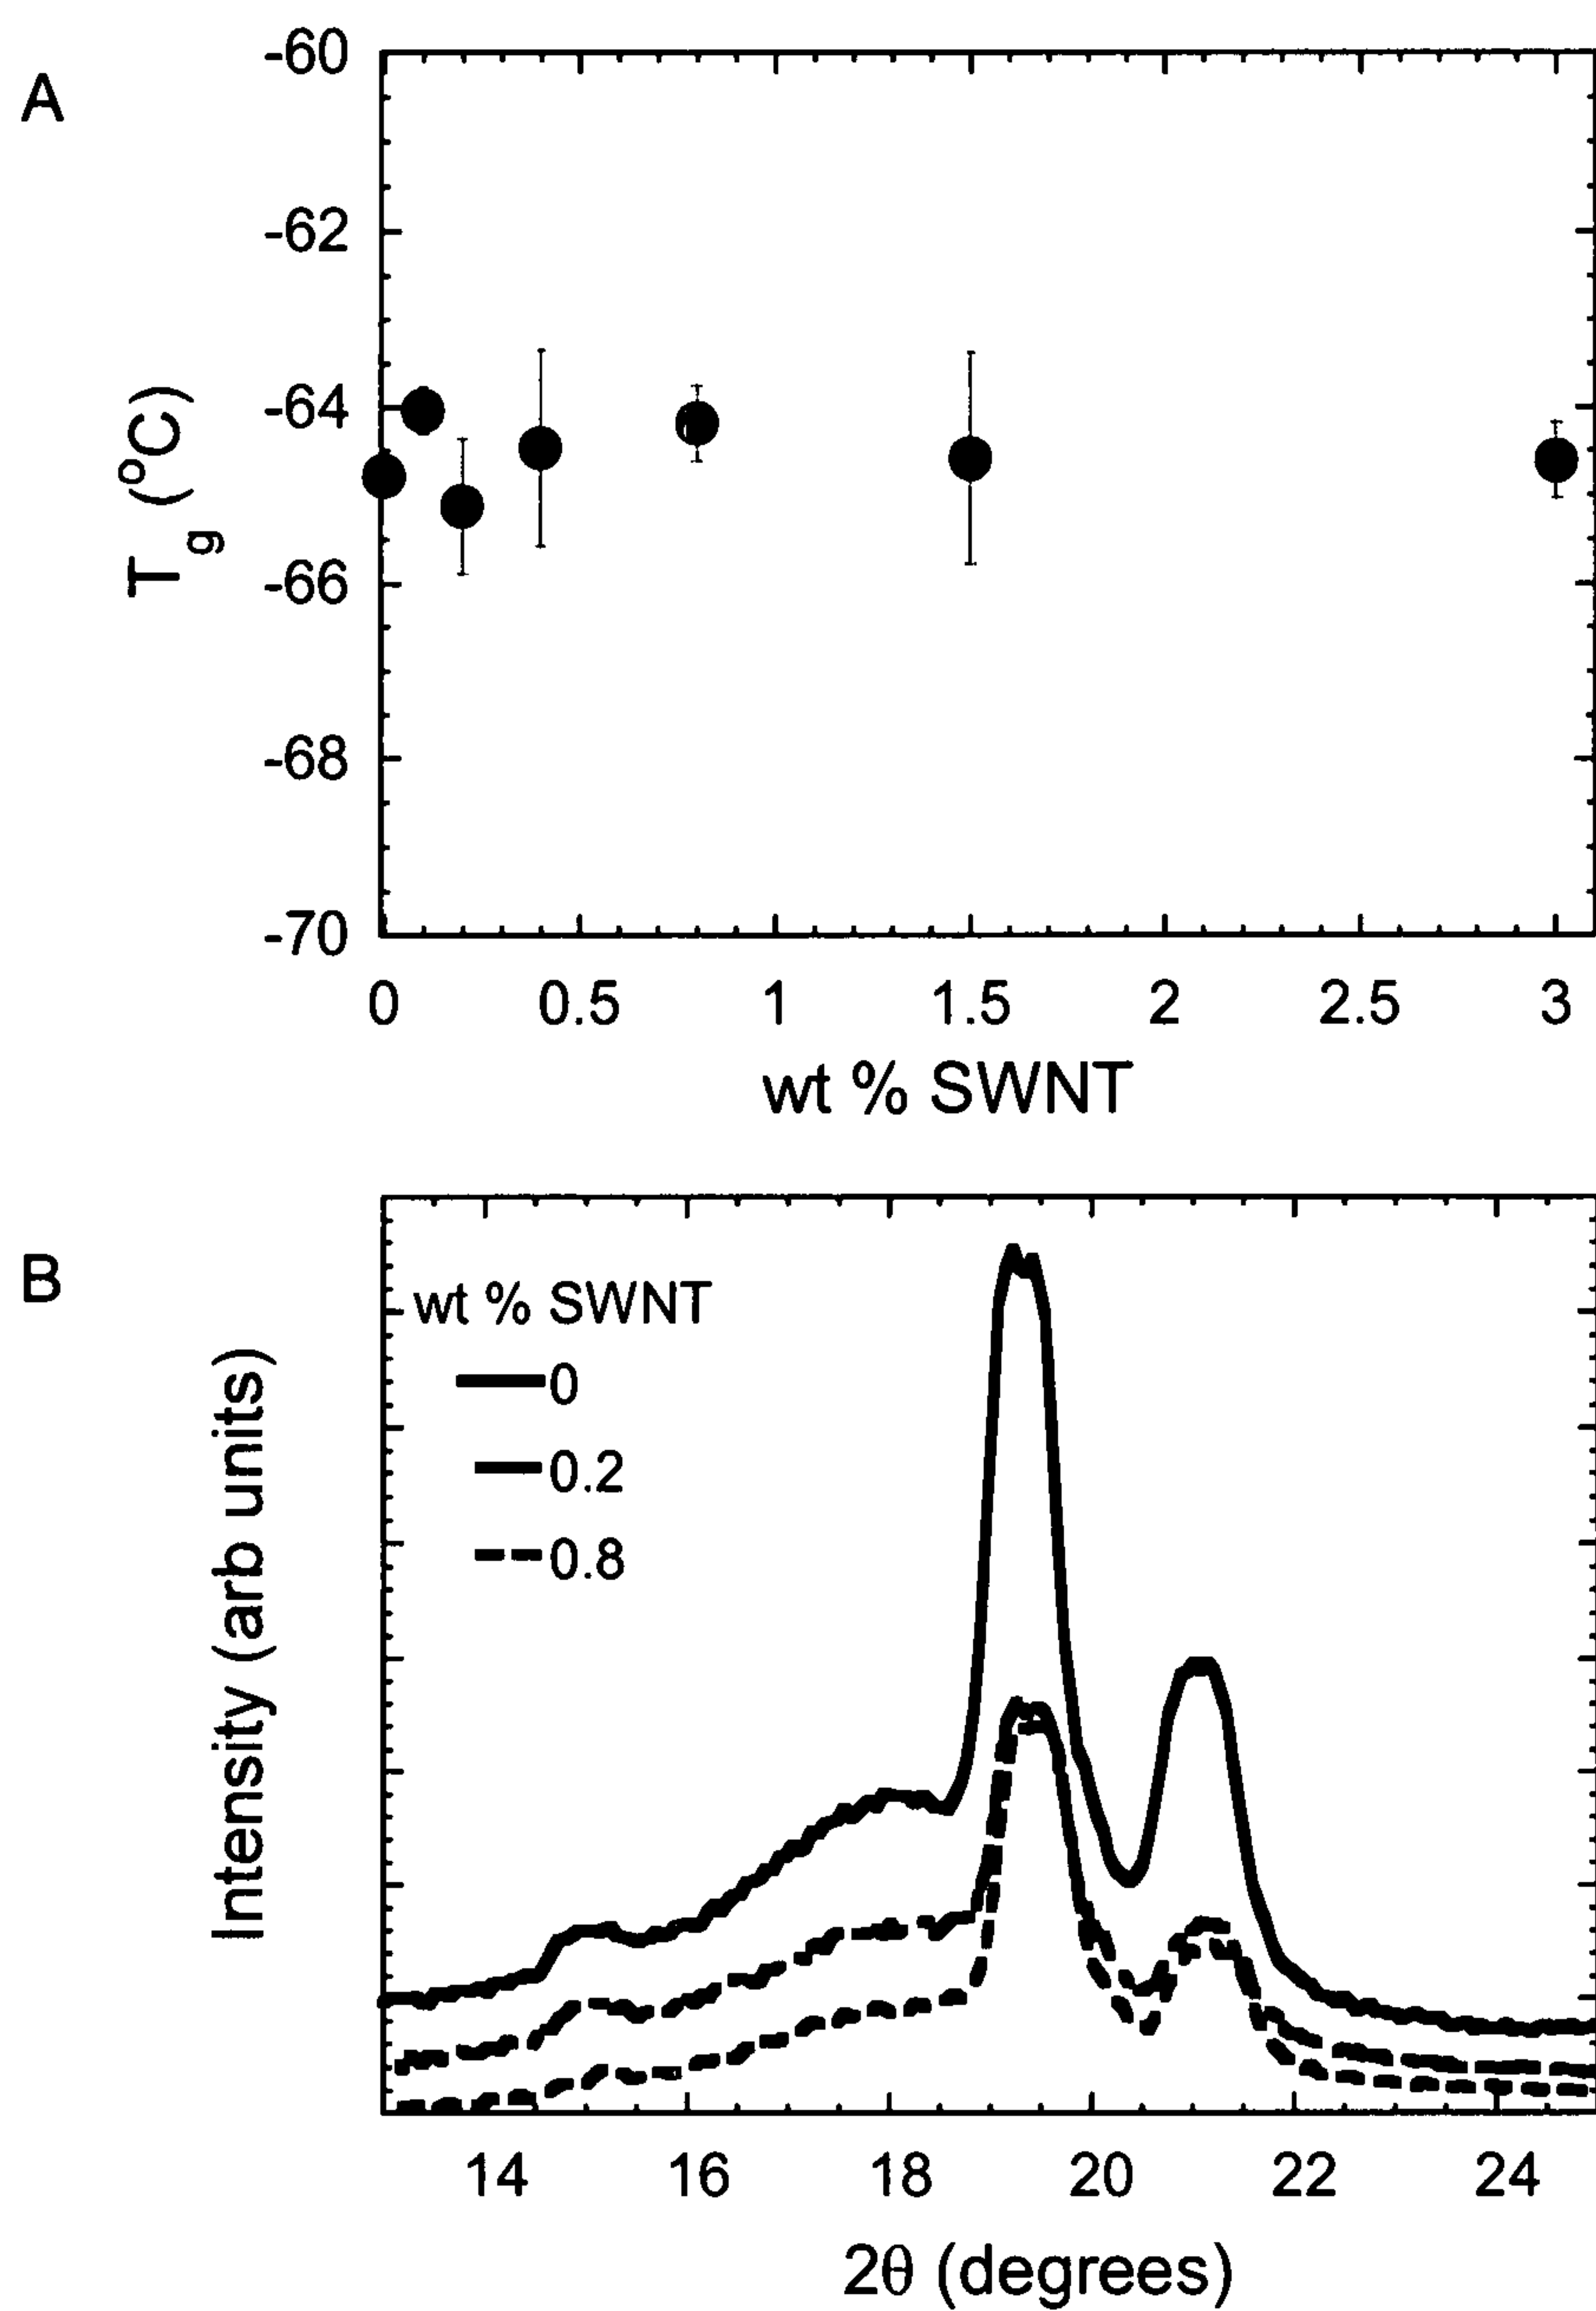 A
-60
-62
-64
-66
-68
-70
T g (°C)
0 0.5 1 1.5 2 2.5 3
wt % SWNT
B
wt % SWNT
0
0.2
0.8
Intensity (arb units)
14 16 18 20 22 24
2θ (degrees)